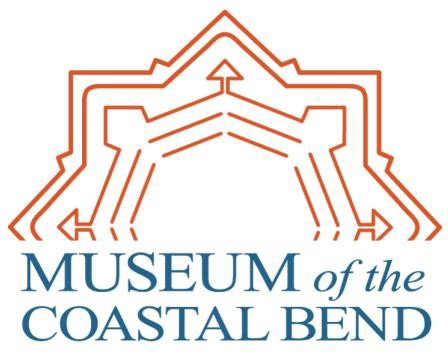 MUSEUM of the
COASTAL BEND